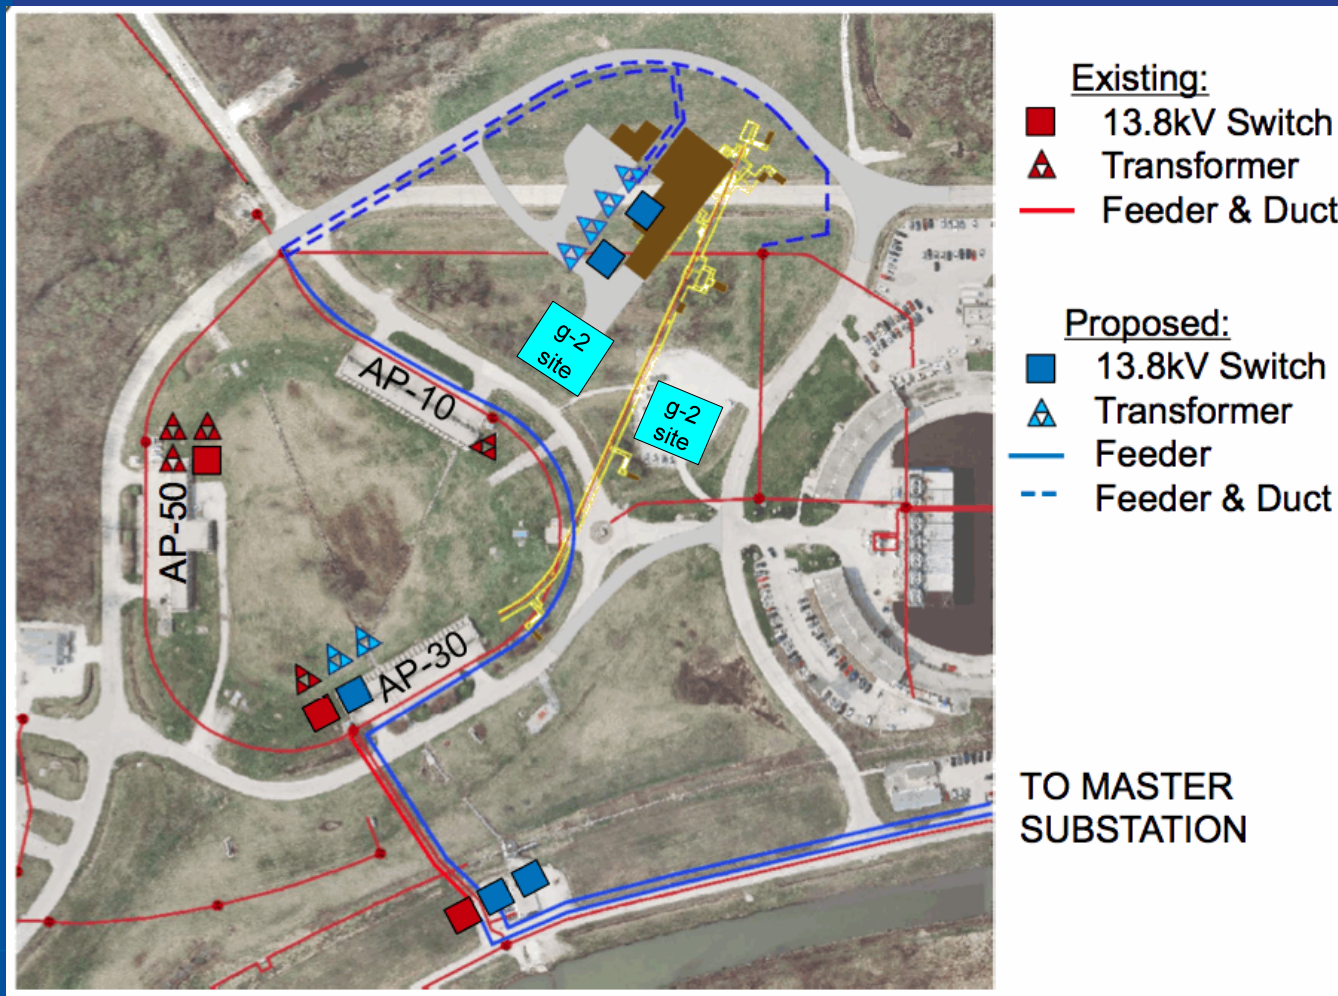 Existing:
13.8kV Switch
Transformer
Feeder & Duct
Proposed:
13.8kV Switch
Transformer
Feeder
Feeder & Duct
TO MASTER
SUBSTATION
g-2
site
g-2
site
AP-10
AP-50
AP-30